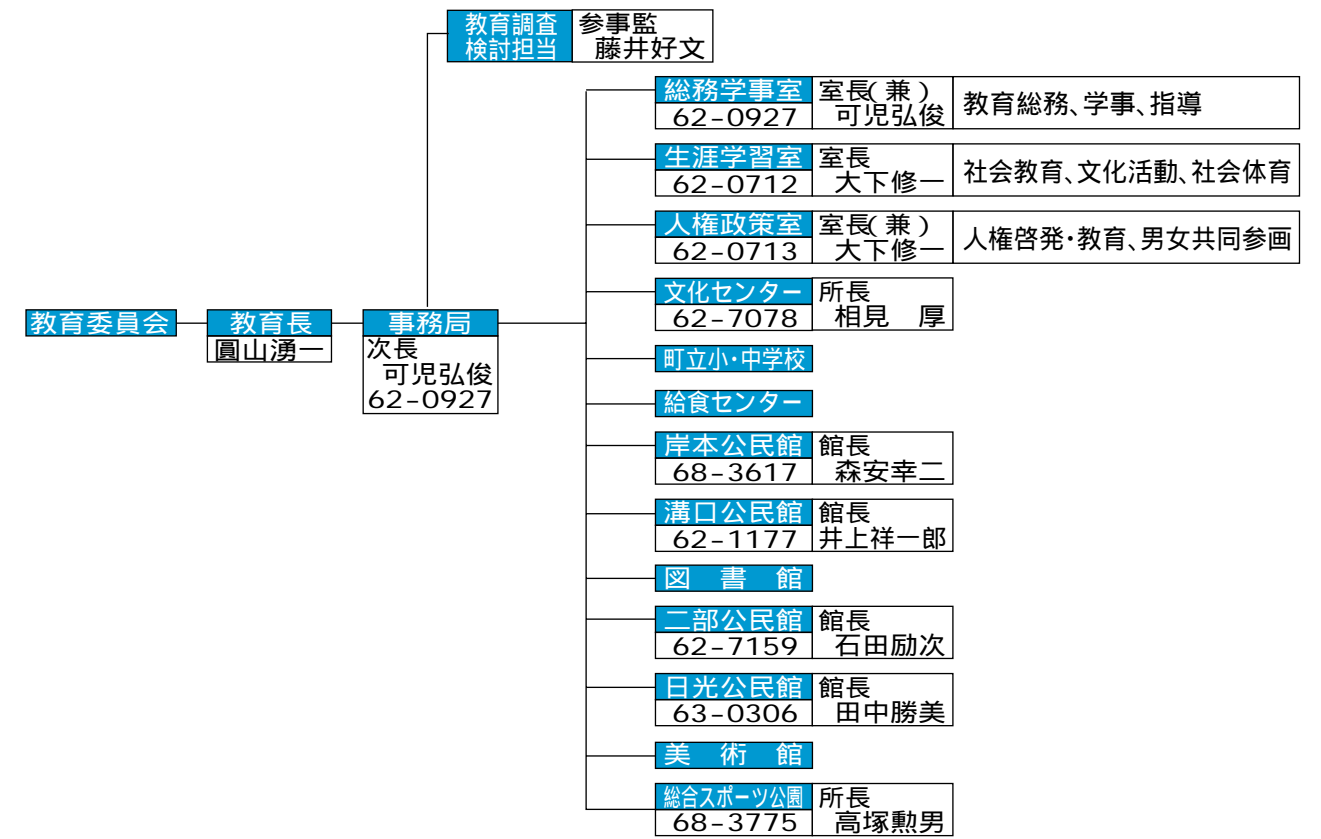 教育調査
検討担当
参事監
藤井好文
総務学事室
62-0927
室長(兼)
可児弘俊
教育総務、学事、指導
生涯学習室
62-0712
室長
大下修一
社会教育、文化活動、社会体育
人権政策室
62-0713
室長(兼)
大下修一
人権啓発・教育、男女共同参画
文化センター
62-7078
所長
相見 厚
教育委員会
教育長
圓山湧一
事務局
次長
可児弘俊
62-0927
町立小・中学校
給食センター
岸本公民館
68-3617
館長
森安幸二
溝口公民館
62-1177
館長
井上祥一郎
図 書 館
二部公民館
62-7159
館長
石田励次
日光公民館
63-0306
館長
田中勝美
美 術 館
総合スポーツ公園
68-3775
所長
高塚勲男